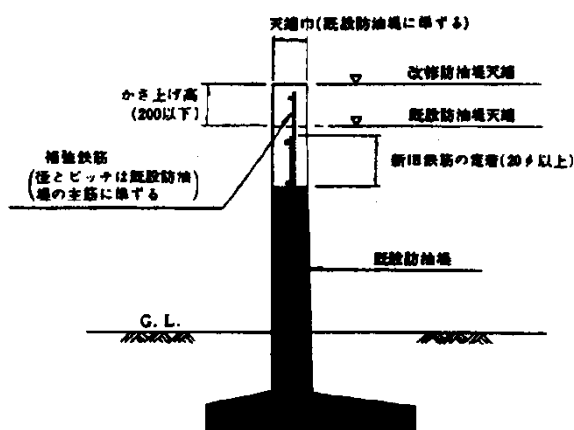 天端巾(既設防油堤に準ずる)
改修防油堤天端
かさ上げ高
(200以下)
既設防油堤天端
補強鉄筋
(径とピッチは既設防油
堤の主筋に準ずる)
新旧鉄筋の定着(20φ以上)
既設防油堤
G.L.